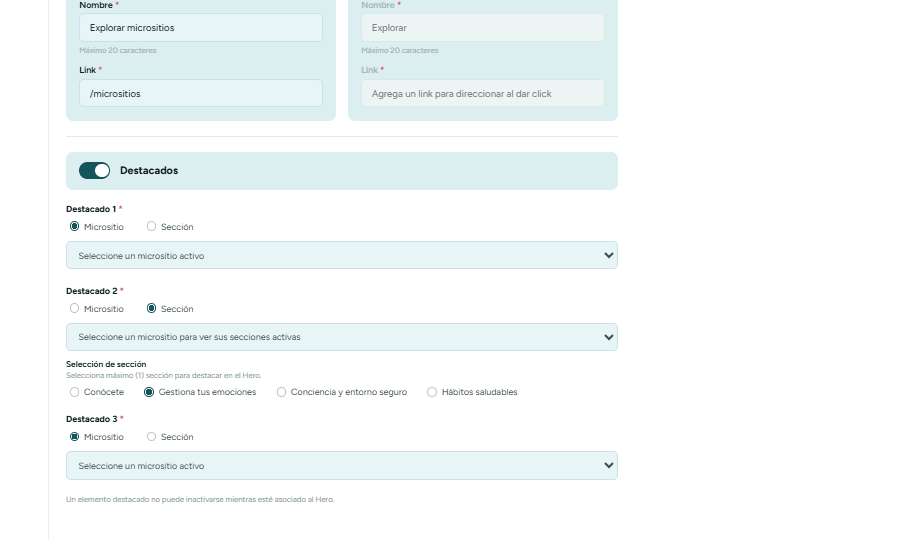 Nombre *
Explorar micrositios
Máximo 20 caracteres
Link *
/micrositios
Nombre *
Explorar
Máximo 20 caracteres
Link *
Agrega un link para direccionar al dar click
Destacados
Destacado 1 *
Micrositio Sección
Seleccione un micrositio activo
Destacado 2 *
Micrositio Sección
Seleccione un micrositio para ver sus secciones activas
Selección de sección
Selecciona máximo (1) sección para destacar en el Hero.
Conócete Gestiona tus emociones Conciencia y entorno seguro Hábitos saludables
Destacado 3 *
Micrositio Sección
Seleccione un micrositio activo
Un elemento destacado no puede inactivarse mientras esté asociado al Hero.